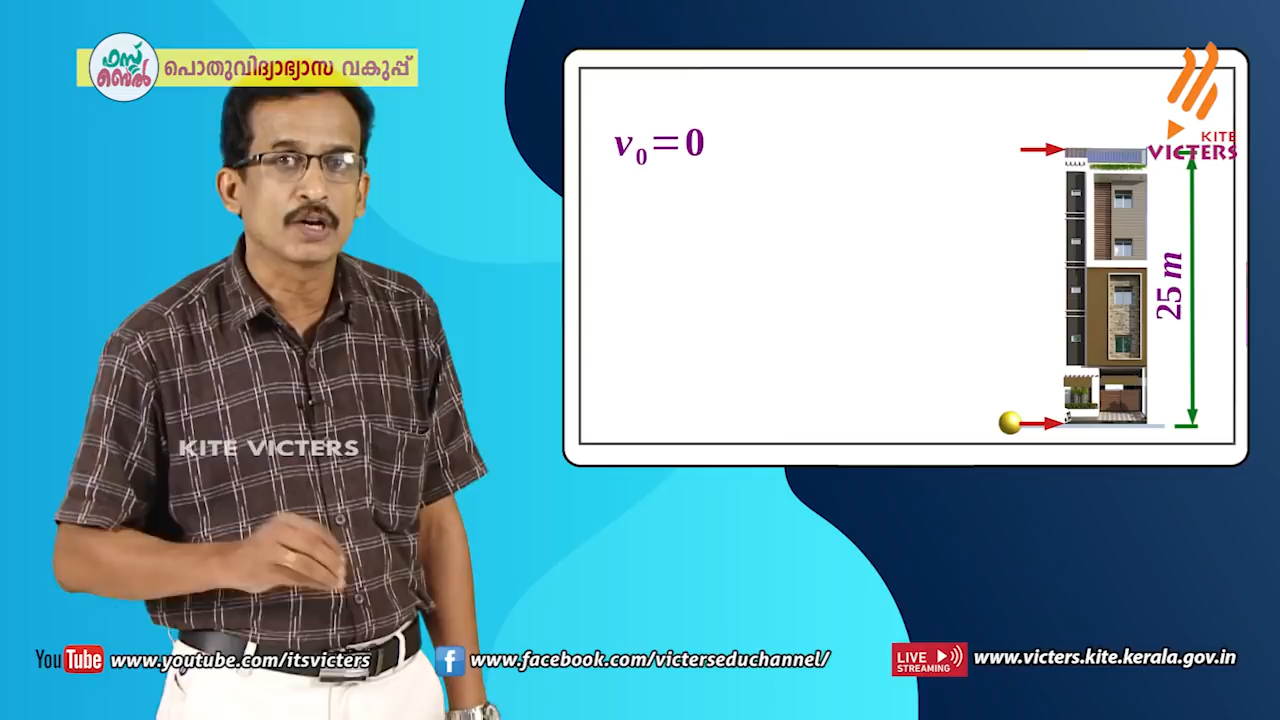 ഫസ്റ്റ്
ബെൽ
പൊതുവിദ്യാഭ്യാസ വകുപ്പ്
v₀=0
KITE
VICTERS
25 m
KITE VICTERS
YouTube www.youtube.com/itsvicters
f www.facebook.com/victerseduchannel/
LIVE
STREAMING
www.victers.kite.kerala.gov.in